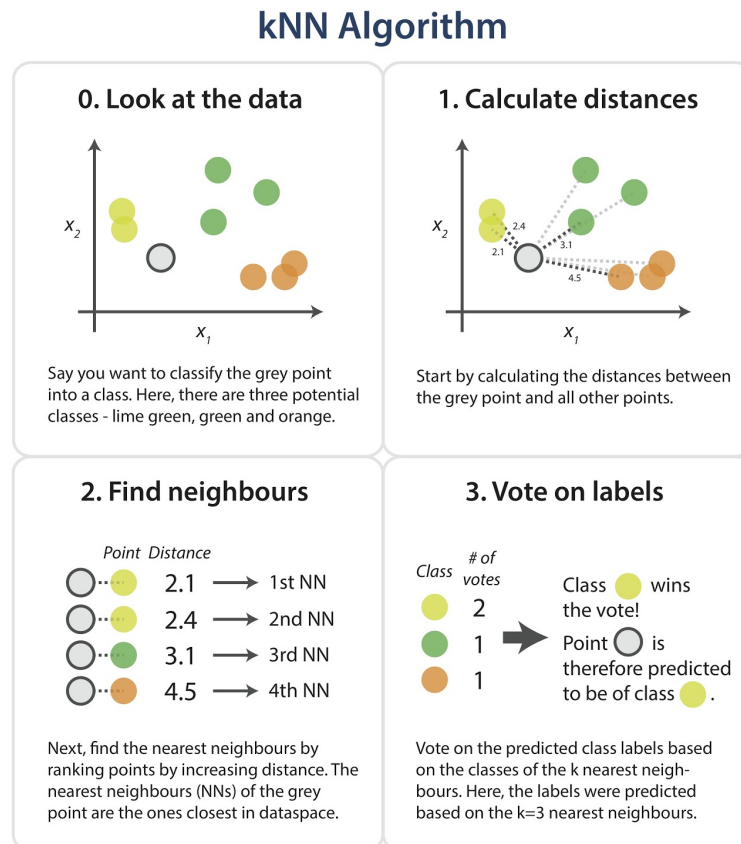 kNN Algorithm
0. Look at the data
x2
x1
Say you want to classify the grey point
into a class. Here, there are three potential
classes - lime green, green and orange.
1. Calculate distances
x2
2.4
2.1
3.1
4.5
x1
Start by calculating the distances between
the grey point and all other points.
2. Find neighbours
Point Distance
2.1 1st NN
2.4 2nd NN
3.1 3rd NN
4.5 4th NN
Next, find the nearest neighbours by
ranking points by increasing distance. The
nearest neighbours (NNs) of the grey
point are the ones closest in dataspace.
3. Vote on labels
Class # of
votes
2
1
1
Class wins
the vote!
Point is
therefore predicted
to be of class .
Vote on the predicted class labels based
on the classes of the k nearest neigh-
bours. Here, the labels were predicted
based on the k=3 nearest neighbours.